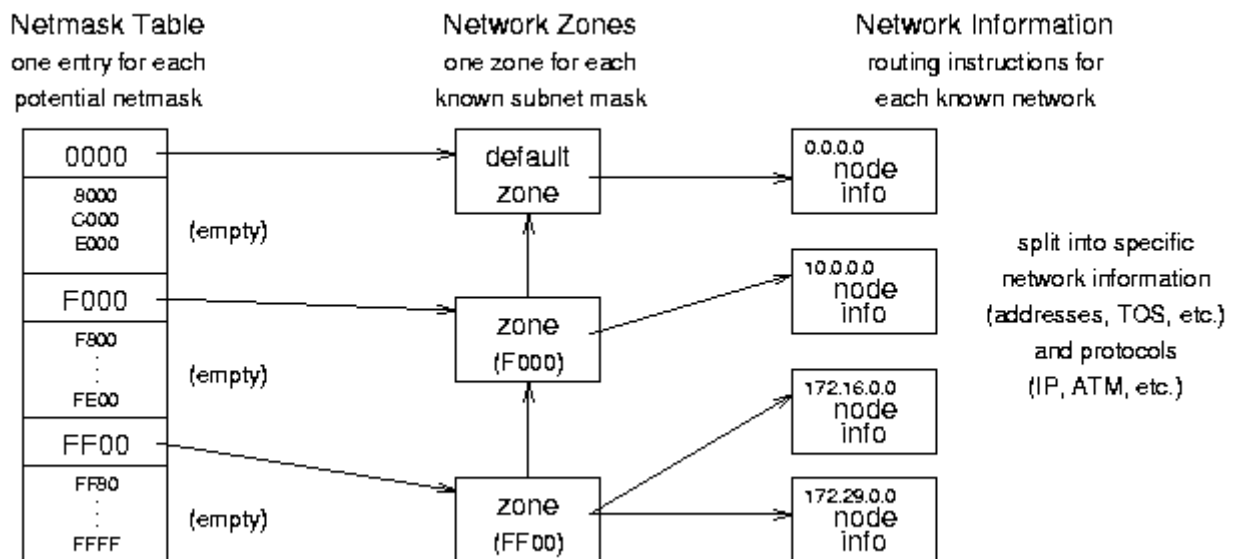 Netmask Table
one entry for each
potential netmask
Network Zones
one zone for each
known subnet mask
Network Information
routing instructions for
each known network
0000
8000
C000
E000
(empty)
F000
F800
.
.
.
FE00
(empty)
FF00
FF80
.
.
.
FFFF
(empty)
default
zone
zone
(F000)
zone
(FF00)
0.0.0.0
node
info
10.0.0.0
node
info
172.16.0.0
node
info
172.29.0.0
node
info
split into specific
network information
(addresses, TOS, etc.)
and protocols
(IP, ATM, etc.)